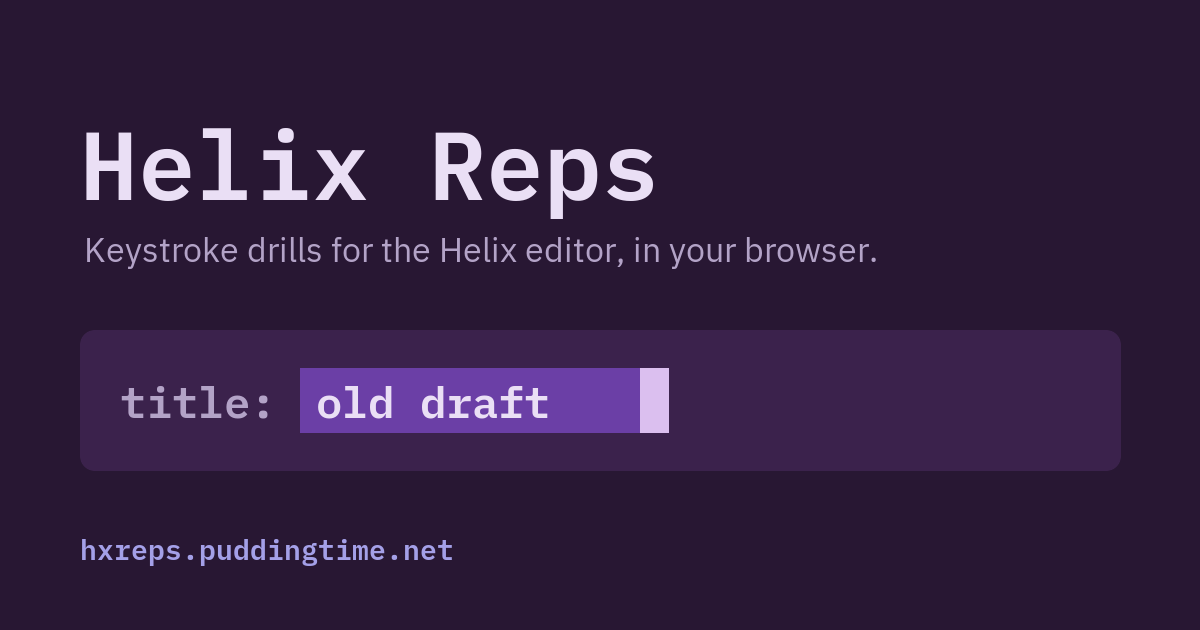 Helix Reps
Keystroke drills for the Helix editor, in your browser.
title: old draft
hxreps.puddingtime.net